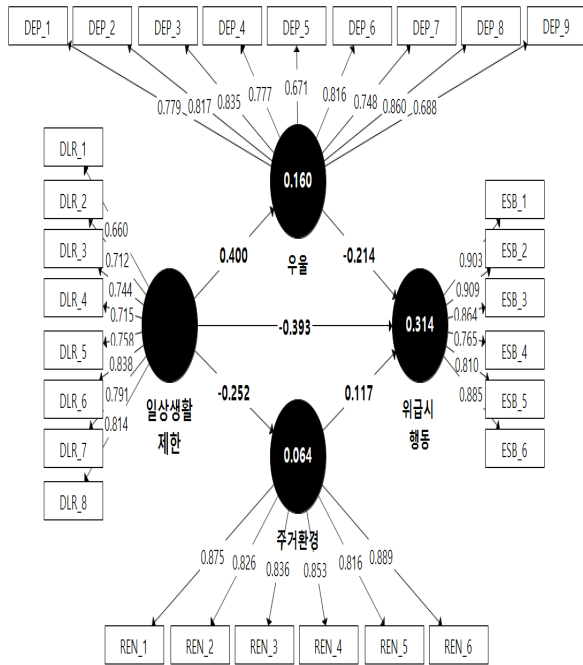 DEP_1 DEP_2 DEP_3 DEP_4 DEP_5 DEP_6 DEP_7 DEP_8 DEP_9
0.779 0.817 0.835 0.777 0.671 0.816 0.748 0.860 0.688
DLR_1
DLR_2
DLR_3
DLR_4
DLR_5
DLR_6
DLR_7
DLR_8
0.660
0.712
0.744
0.715
0.758
0.838
0.791
0.814
일상생활
제한
0.400
-0.393
-0.252
0.160
우울
-0.214
0.117
0.064
주거환경
0.314
위급시
행동
0.903
0.909
0.864
0.765
0.810
0.885
ESB_1
ESB_2
ESB_3
ESB_4
ESB_5
ESB_6
0.875 0.826 0.836 0.853 0.816 0.889
REN_1 REN_2 REN_3 REN_4 REN_5 REN_6